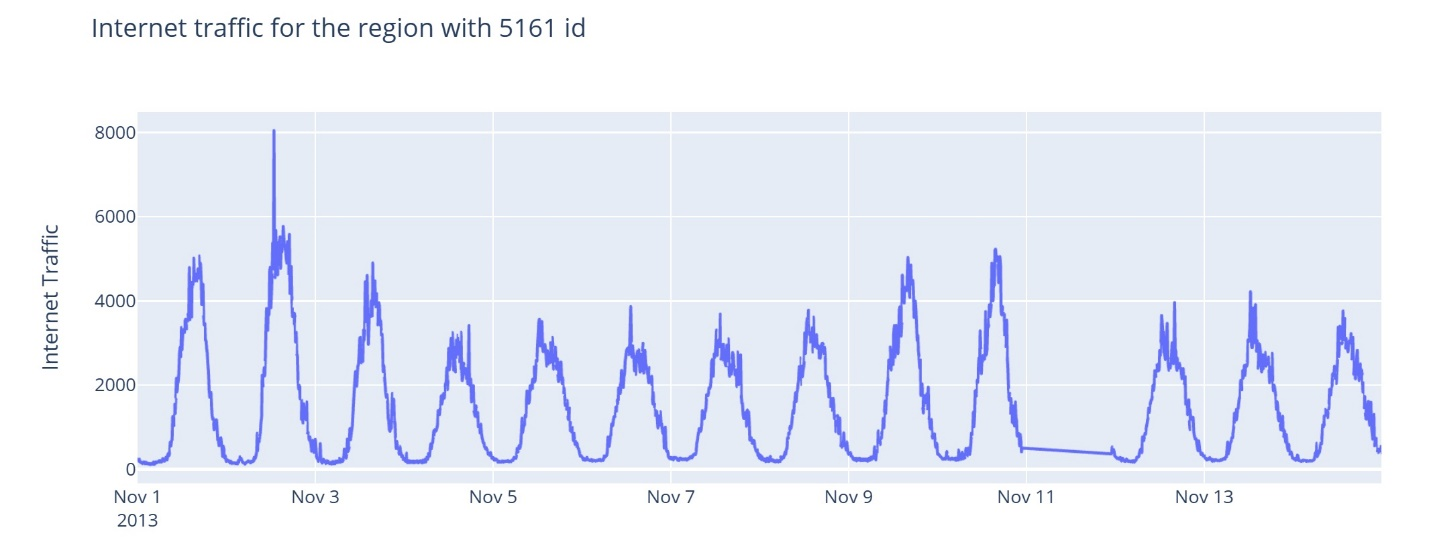 Internet traffic for the region with 5161 id
8000
6000
4000
2000
0
Internet Traffic
Nov 1 Nov 3 Nov 5 Nov 7 Nov 9 Nov 11 Nov 13
2013